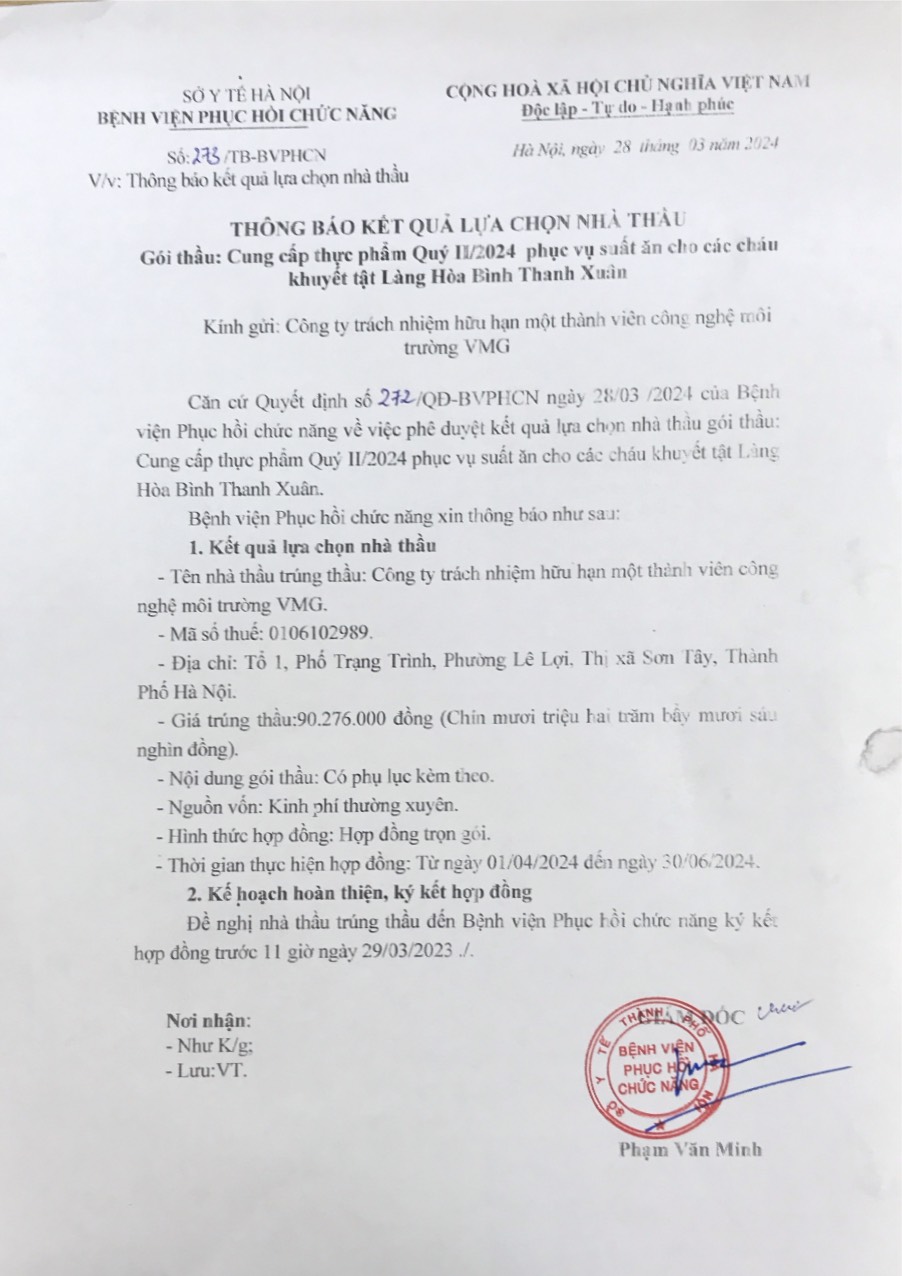 SỞ Y TẾ HÀ NỘI
BỆNH VIỆN PHỤC HỒI CHỨC NĂNG
Số:273/TB-BVPHCN
V/v: Thông báo kết quả lựa chọn nhà thầu
CỘNG HOÀ XÃ HỘI CHỦ NGHĨA VIỆT NAM
Độc lập - Tự do - Hạnh phúc
Hà Nội, ngày 28 tháng 03 năm 2024
THÔNG BÁO KẾT QUẢ LỰA CHỌN NHÀ THẦU
Gói thầu: Cung cấp thực phẩm Quý II/2024 phục vụ suất ăn cho các cháu
khuyết tật Làng Hòa Bình Thanh Xuân
Kính gửi: Công ty trách nhiệm hữu hạn một thành viên công nghệ môi
trường VMG
Căn cứ Quyết định số 272/QĐ-BVPHCN ngày 28/03 /2024 của Bệnh
viện Phục hồi chức năng về việc phê duyệt kết quả lựa chọn nhà thầu gói thầu:
Cung cấp thực phẩm Quý II/2024 phục vụ suất ăn cho các cháu khuyết tật Làng
Hòa Bình Thanh Xuân.
Bệnh viện Phục hồi chức năng xin thông báo như sau:
1. Kết quả lựa chọn nhà thầu
- Tên nhà thầu trúng thầu: Công ty trách nhiệm hữu hạn một thành viên công
nghệ môi trường VMG.
- Mã số thuế: 0106102989.
- Địa chỉ: Tổ 1, Phố Trạng Trình, Phường Lê Lợi, Thị xã Sơn Tây, Thành
Phố Hà Nội.
- Giá trúng thầu:90.276.000 đồng (Chín mươi triệu hai trăm bẩy mươi sáu
nghìn đồng).
- Nội dung gói thầu: Có phụ lục kèm theo.
- Nguồn vốn: Kinh phí thường xuyên.
- Hình thức hợp đồng: Hợp đồng trọn gói.
- Thời gian thực hiện hợp đồng: Từ ngày 01/04/2024 đến ngày 30/06/2024.
2. Kế hoạch hoàn thiện, ký kết hợp đồng
Đề nghị nhà thầu trúng thầu đến Bệnh viện Phục hồi chức năng ký kết
hợp đồng trước 11 giờ ngày 29/03/2023 ./.
Nơi nhận:
- Như K/g;
- Lưu:VT.
GIÁM ĐỐC
SỞ Y TẾ THÀNH PHỐ HÀ NỘI
BỆNH VIỆN
PHỤC HỒI
CHỨC NĂNG
Phạm Văn Minh